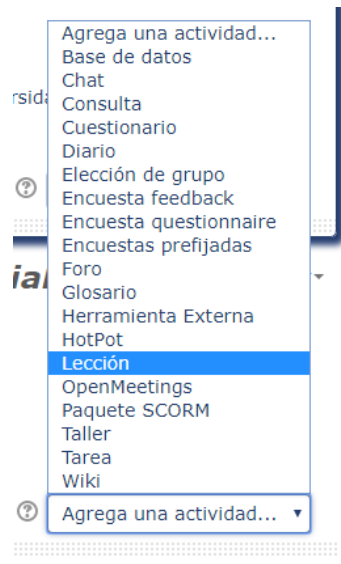 Agrega una actividad...
Base de datos
Chat
Consulta
Cuestionario
Diario
Elección de grupo
Encuesta feedback
Encuesta questionnaire
Encuestas prefijadas
Foro
Glosario
Herramienta Externa
HotPot
Lección
OpenMeetings
Paquete SCORM
Taller
Tarea
Wiki
Agrega una actividad...